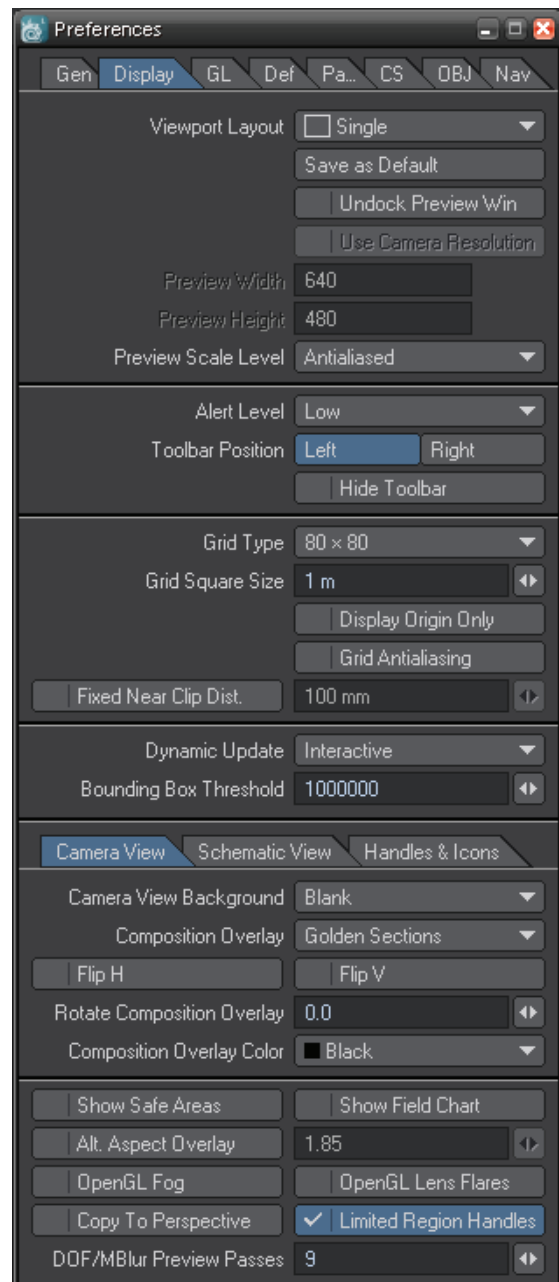 Preferences
Gen Display GL Def Pa... CS OBJ Nav
Viewport Layout Single
Save as Default
Undock Preview Win
Use Camera Resolution
Preview Width 640
Preview Height 480
Preview Scale Level Antialiased
Alert Level Low
Toolbar Position Left Right
Hide Toolbar
Grid Type 80 × 80
Grid Square Size 1 m
Display Origin Only
Grid Antialiasing
Fixed Near Clip Dist. 100 mm
Dynamic Update Interactive
Bounding Box Threshold 1000000
Camera View Schematic View Handles & Icons
Camera View Background Blank
Composition Overlay Golden Sections
Flip H Flip V
Rotate Composition Overlay 0.0
Composition Overlay Color Black
Show Safe Areas Show Field Chart
Alt. Aspect Overlay 1.85
OpenGL Fog OpenGL Lens Flares
Copy To Perspective Limited Region Handles
DOF/MBlur Preview Passes 9